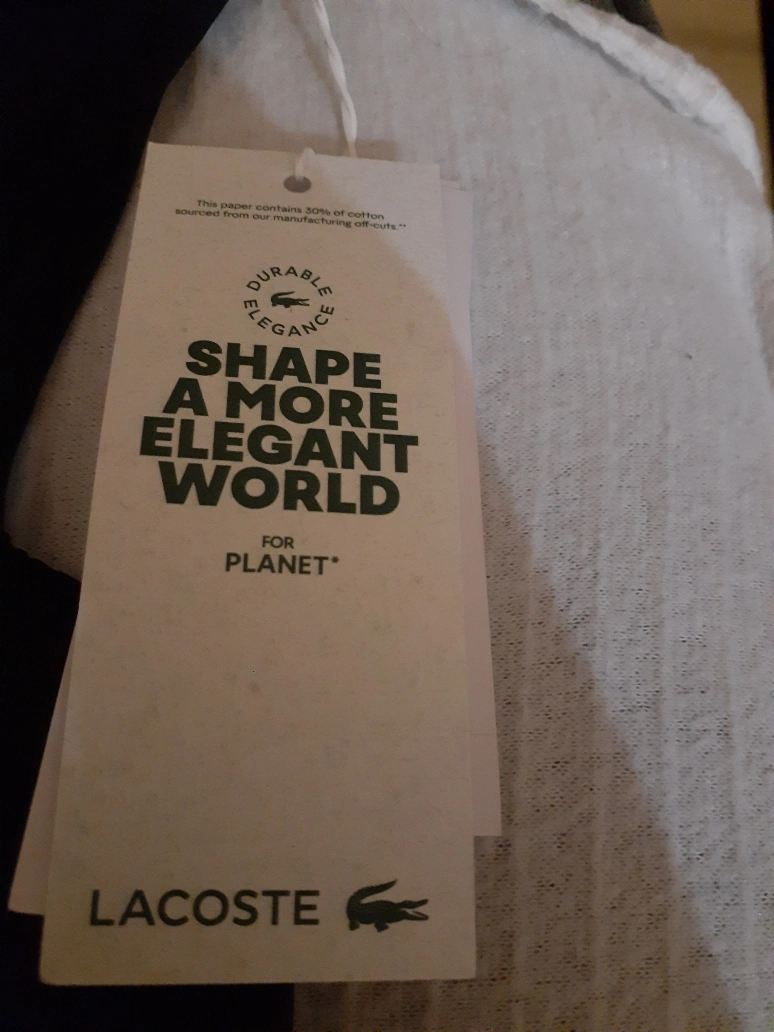 This paper contains 30% of cotton
sourced from our manufacturing off-cuts.**
DURABLE
ELEGANCE
SHAPE
A MORE
ELEGANT
WORLD
FOR
PLANET*
LACOSTE